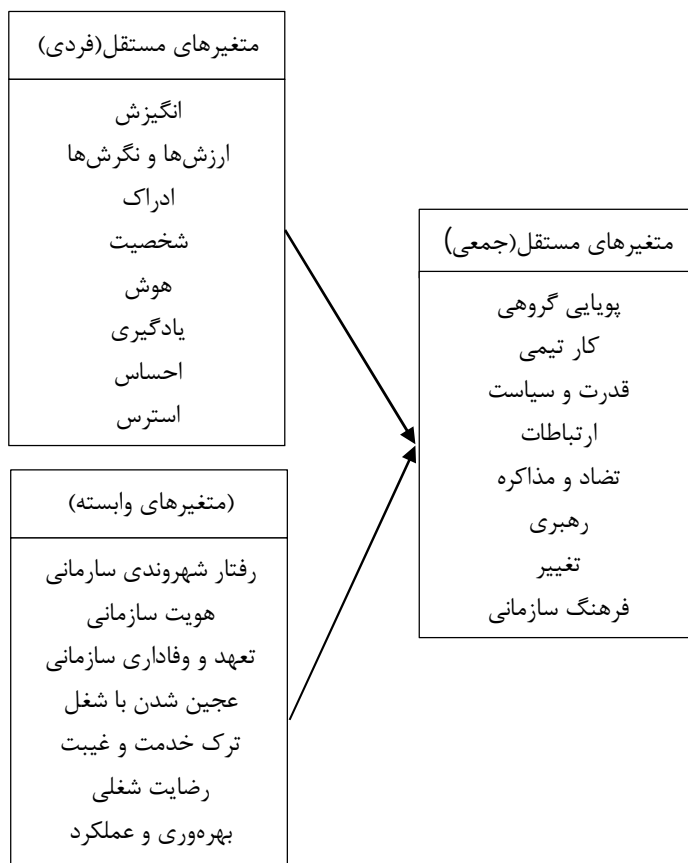 متغیرهای مستقل(فردی)
انگیزش
ارزش‌ها و نگرش‌ها
ادراک
شخصیت
هوش
یادگیری
احساس
استرس
متغیرهای مستقل(جمعی)
پویایی گروهی
کار تیمی
قدرت و سیاست
ارتباطات
تضاد و مذاکره
رهبری
تغییر
فرهنگ سازمانی
(متغیرهای وابسته)
رفتار شهروندی سارمانی
هویت سازمانی
تعهد و وفاداری سازمانی
عجین شدن با شغل
ترک خدمت و غیبت
رضایت شغلی
بهره‌وری و عملکرد